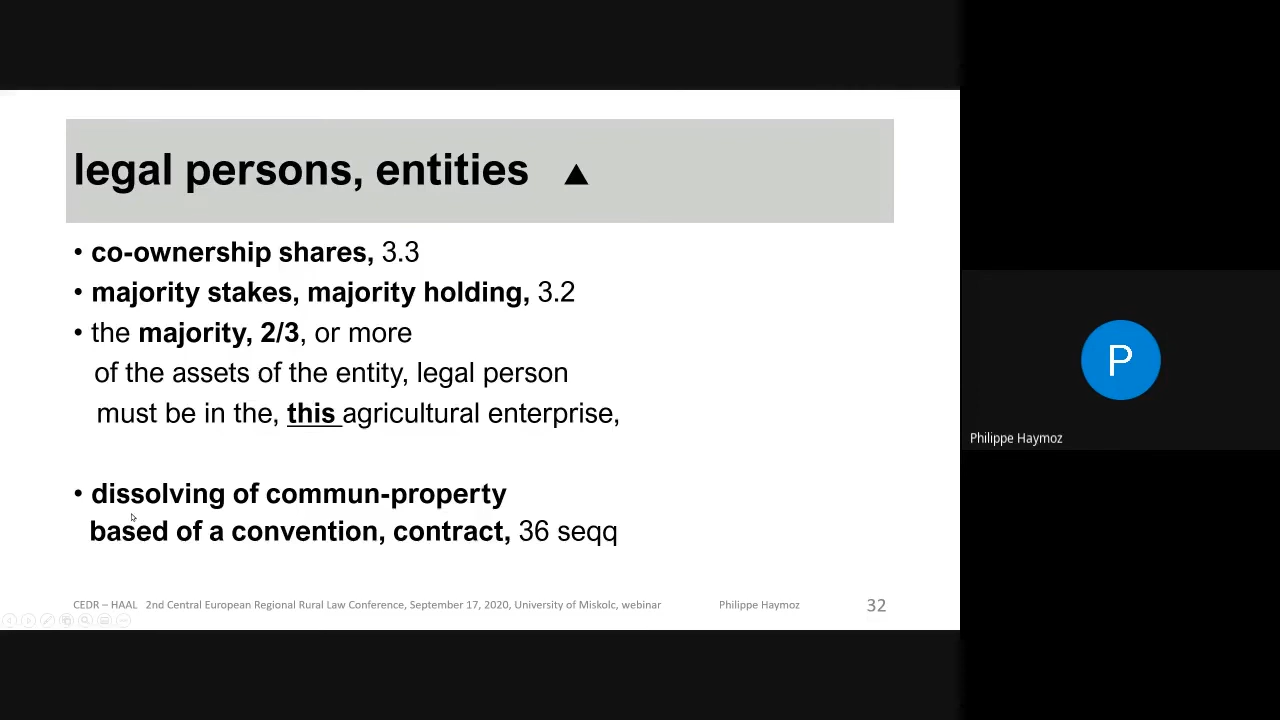 legal persons, entities ▲
• co-ownership shares, 3.3
• majority stakes, majority holding, 3.2
• the majority, 2/3, or more
of the assets of the entity, legal person
must be in the, this agricultural enterprise,
• dissolving of commun-property
based of a convention, contract, 36 seqq
CEDR – HAAL 2nd Central European Regional Rural Law Conference, September 17, 2020, University of Miskolc, webinar Philippe Haymoz 32
P
Philippe Haymoz